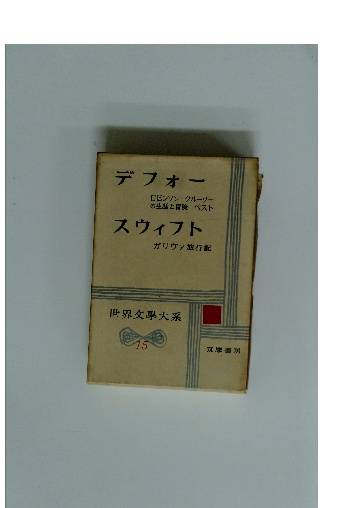 デフォー
ロビンソン・クルーソー
の生涯と冒険 ペスト
スウィフト
ガリヴァ旅行記
世界文學大系
15
筑摩書房